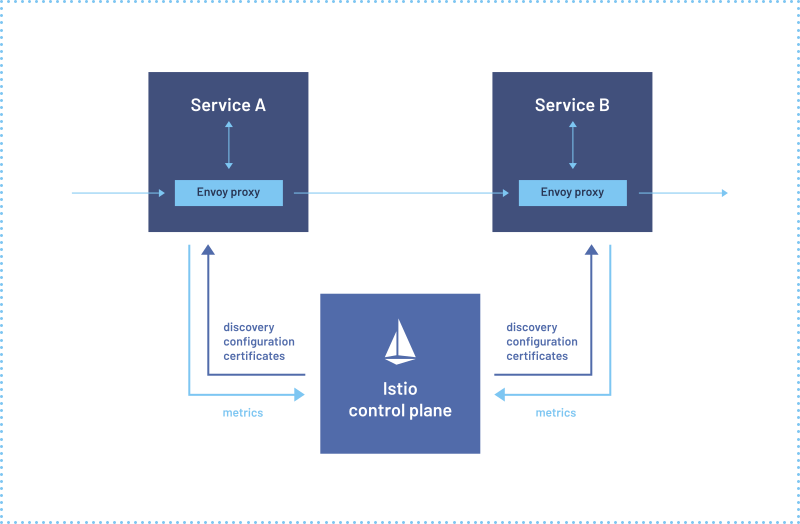 Service A
Service B
Envoy proxy
Envoy proxy
discovery
configuration
certificates
discovery
configuration
certificates
Istio
control plane
metrics
metrics